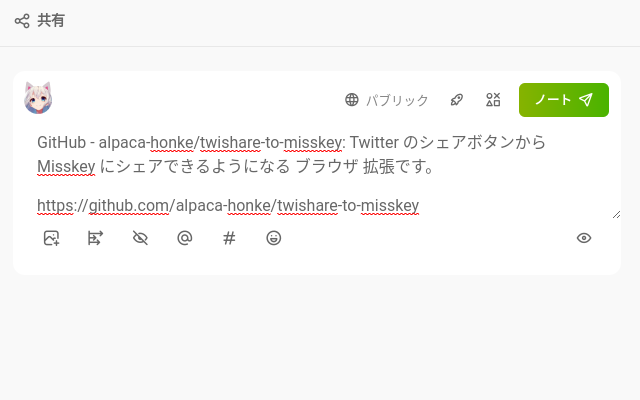 共有
パブリック
ノート
GitHub - alpaca-honke/twishare-to-misskey: Twitter のシェアボタンから
Misskey にシェアできるようになる ブラウザ 拡張です。
https://github.com/alpaca-honke/twishare-to-misskey